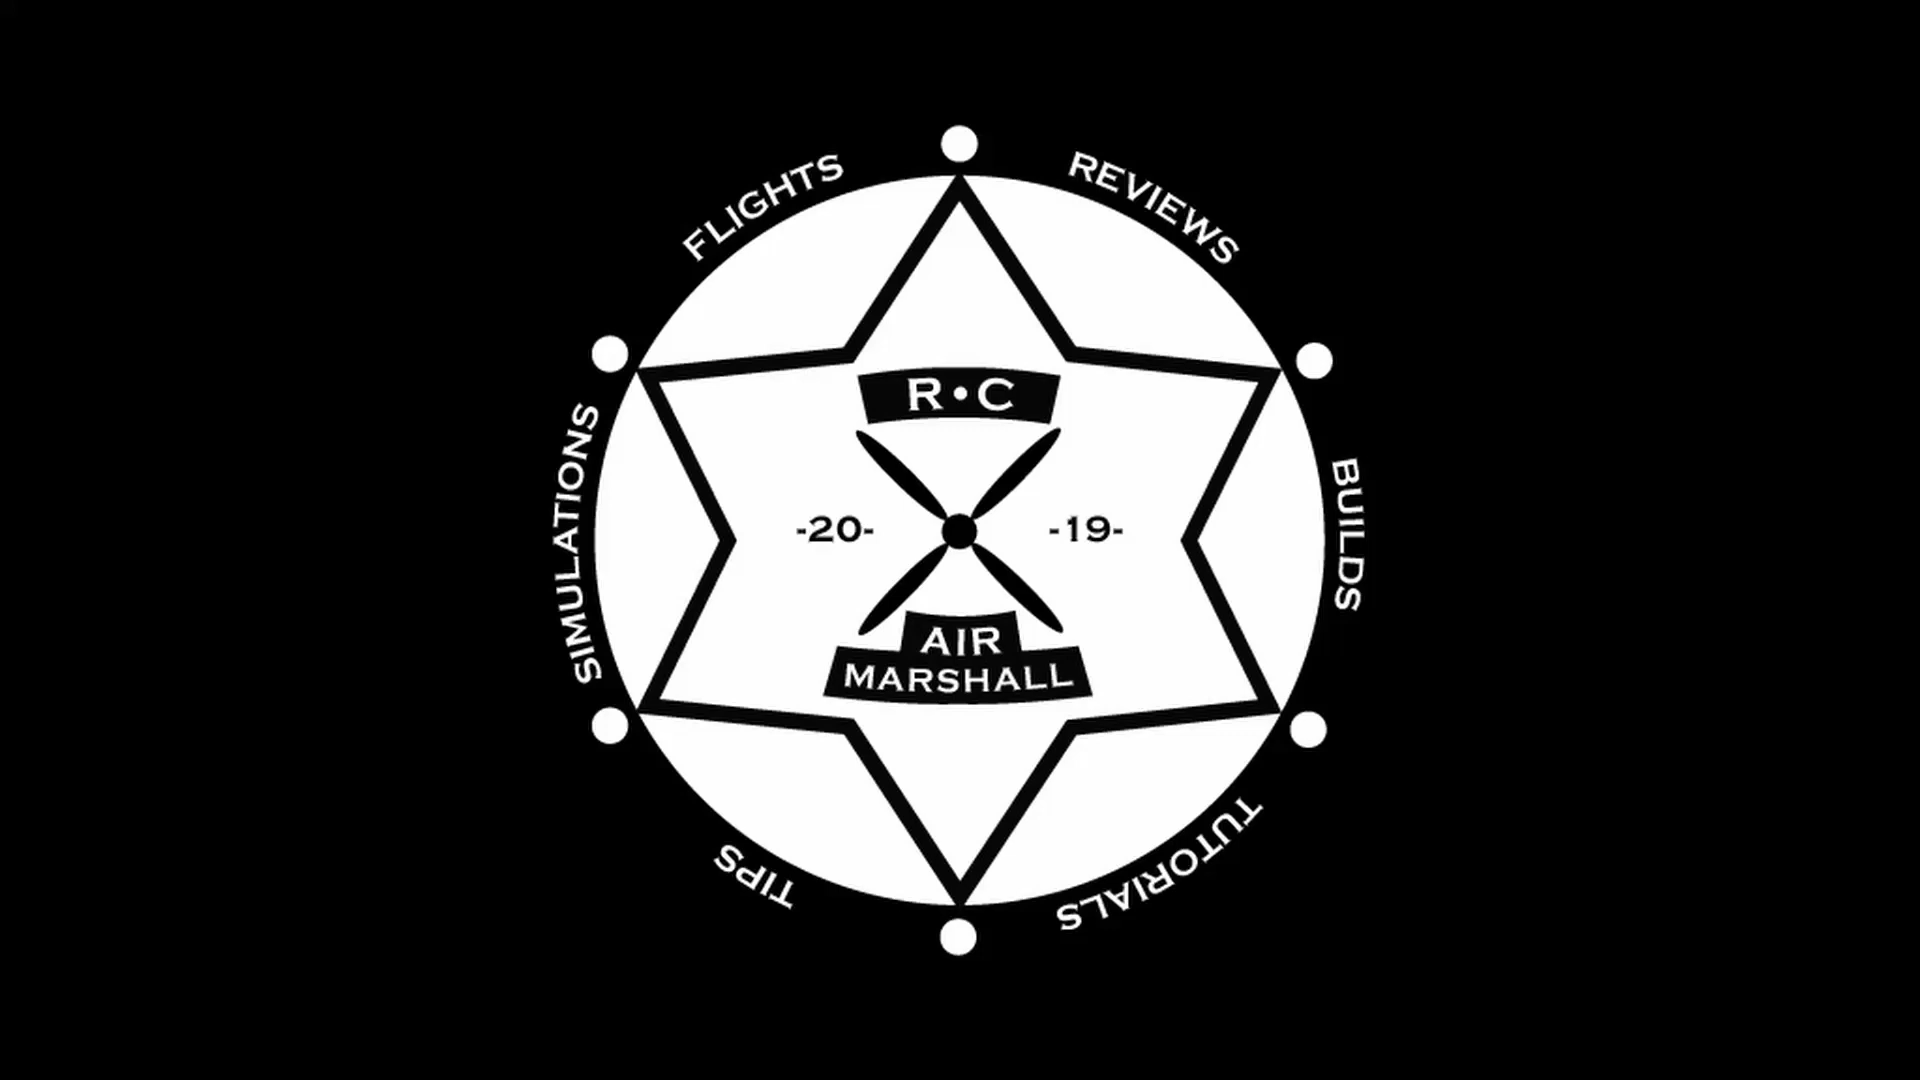 FLIGHTS
REVIEWS
SIMULATIONS
BUILDS
R•C
-20- -19-
AIR
MARSHALL
TIPS
TUTORIALS